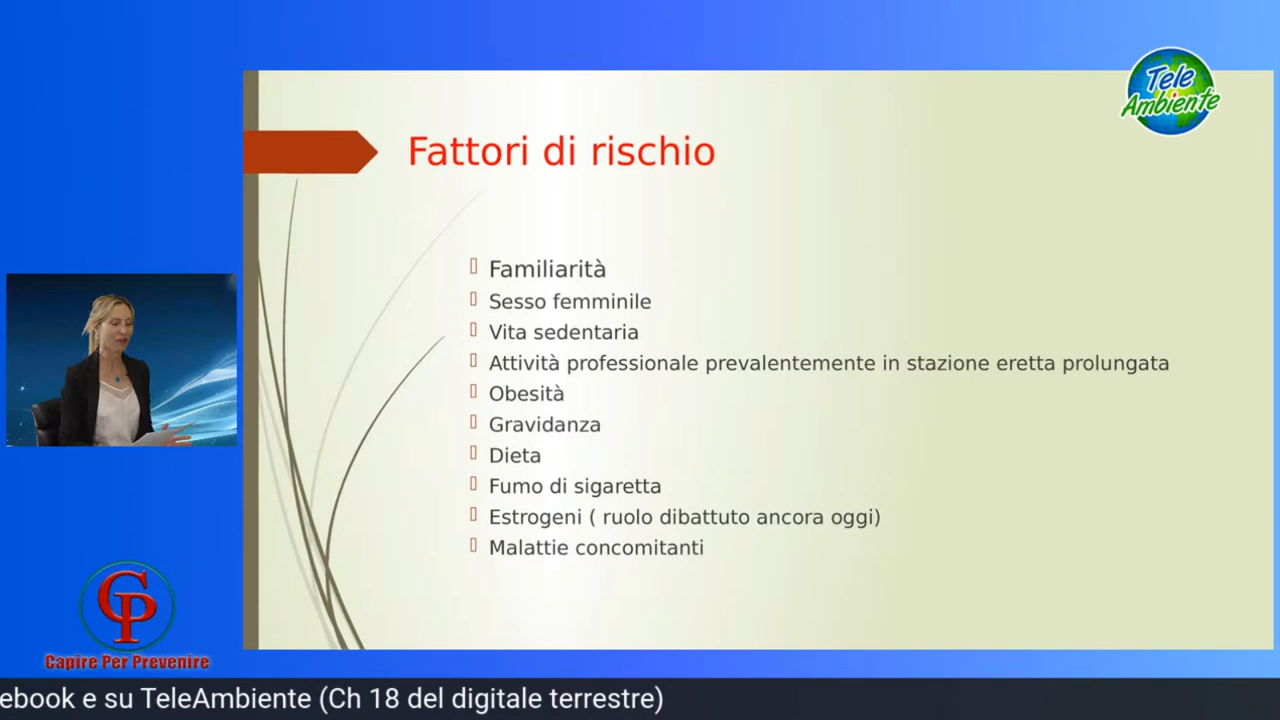 Tele
Ambiente
Fattori di rischio
Familiarità
Sesso femminile
Vita sedentaria
Attività professionale prevalentemente in stazione eretta prolungata
Obesità
Gravidanza
Dieta
Fumo di sigaretta
Estrogeni ( ruolo dibattuto ancora oggi)
Malattie concomitanti
CP
Capire Per Prevenire
ebook e su TeleAmbiente (Ch 18 del digitale terrestre)